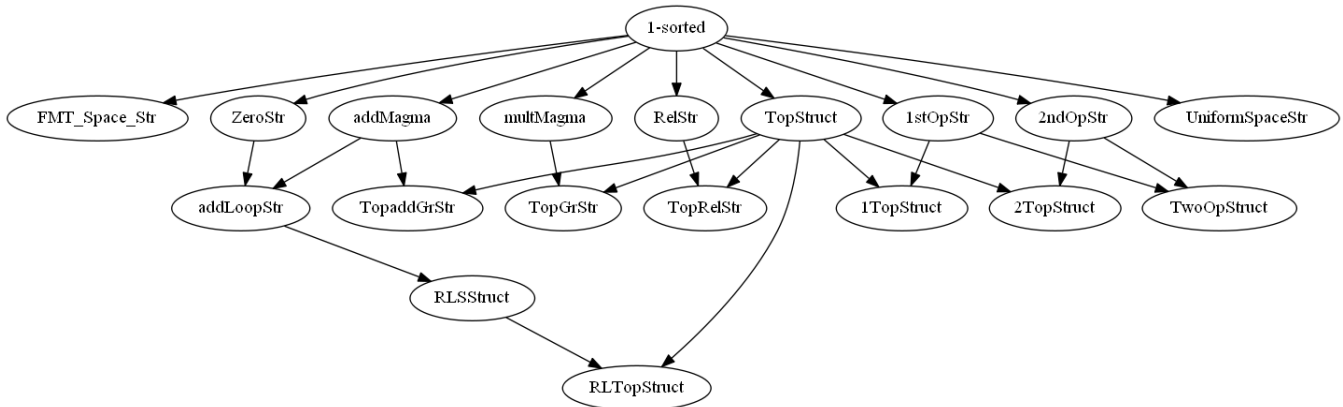 1-sorted
FMT_Space_Str
ZeroStr
addMagma
multMagma
RelStr
TopStruct
1stOpStr
2ndOpStr
UniformSpaceStr
addLoopStr
TopaddGrStr
TopGrStr
TopRelStr
1TopStruct
2TopStruct
TwoOpStruct
RLSStruct
RLTopStruct